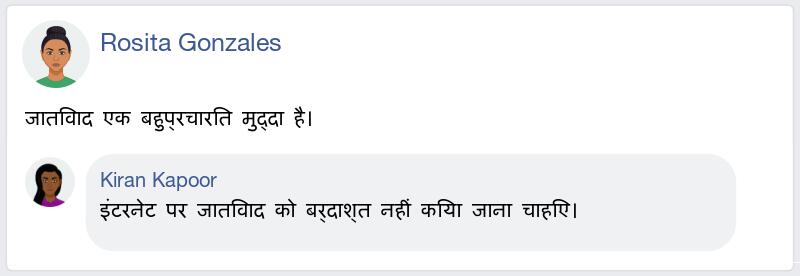 Rosita Gonzales
जातिवाद एक बहुप्रचारित मुद्दा है।
Kiran Kapoor
इंटरनेट पर जातिवाद को बर्दाश्त नहीं किया जाना चाहिए।